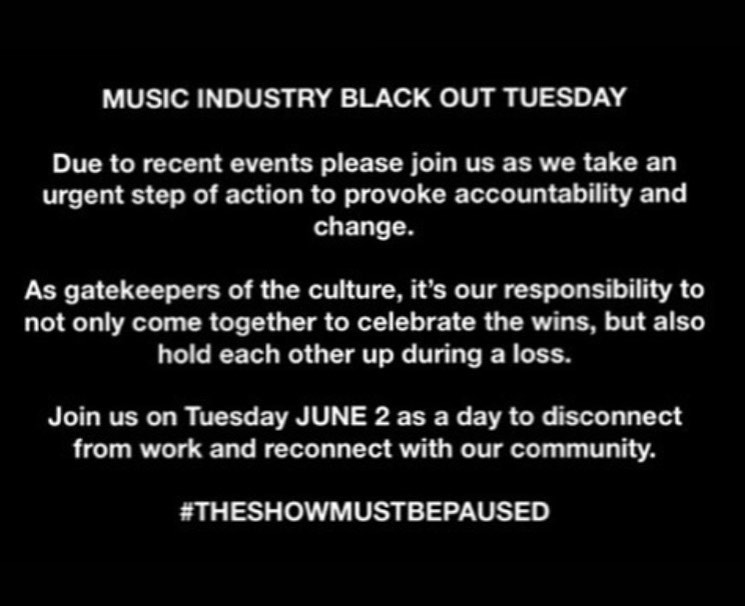 MUSIC INDUSTRY BLACK OUT TUESDAY
Due to recent events please join us as we take an
urgent step of action to provoke accountability and
change.
As gatekeepers of the culture, it’s our responsibility to
not only come together to celebrate the wins, but also
hold each other up during a loss.
Join us on Tuesday JUNE 2 as a day to disconnect
from work and reconnect with our community.
#THESHOWMUSTBEPAUSED